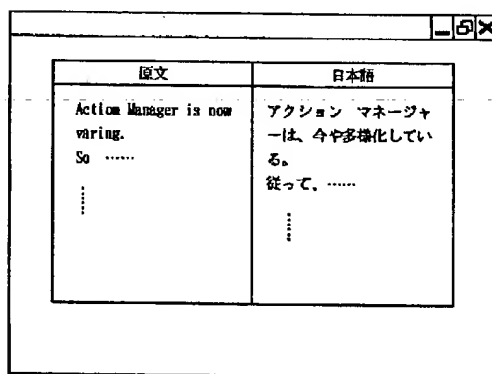 原文
日本語
Action Manager is now
varing.
So ……
アクション マネージャ
ーは、今や多様化してい
る。
従って、……